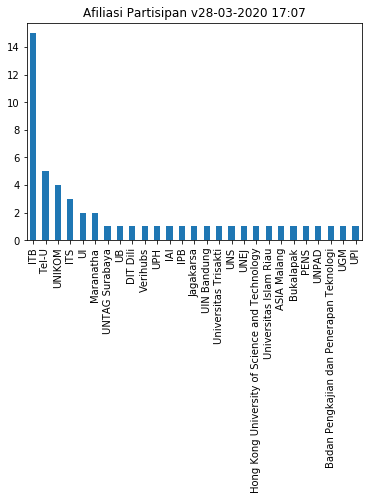 Afiliasi Partisipan v28-03-2020 17:07
14
12
10
8
6
4
2
0
ITB
Tel-U
UNIKOM
ITS
UI
Maranatha
UNTAG Surabaya
UB
DIT Dili
Verihubs
UPH
IAI
IPB
Jagakarsa
UIN Bandung
Universitas Trisakti
UNS
UNEJ
Hong Kong University of Science and Technology
Universitas Islam Riau
ASIA Malang
Bukalapak
PENS
UNPAD
Badan Pengkajian dan Penerapan Teknologi
UGM
UPI